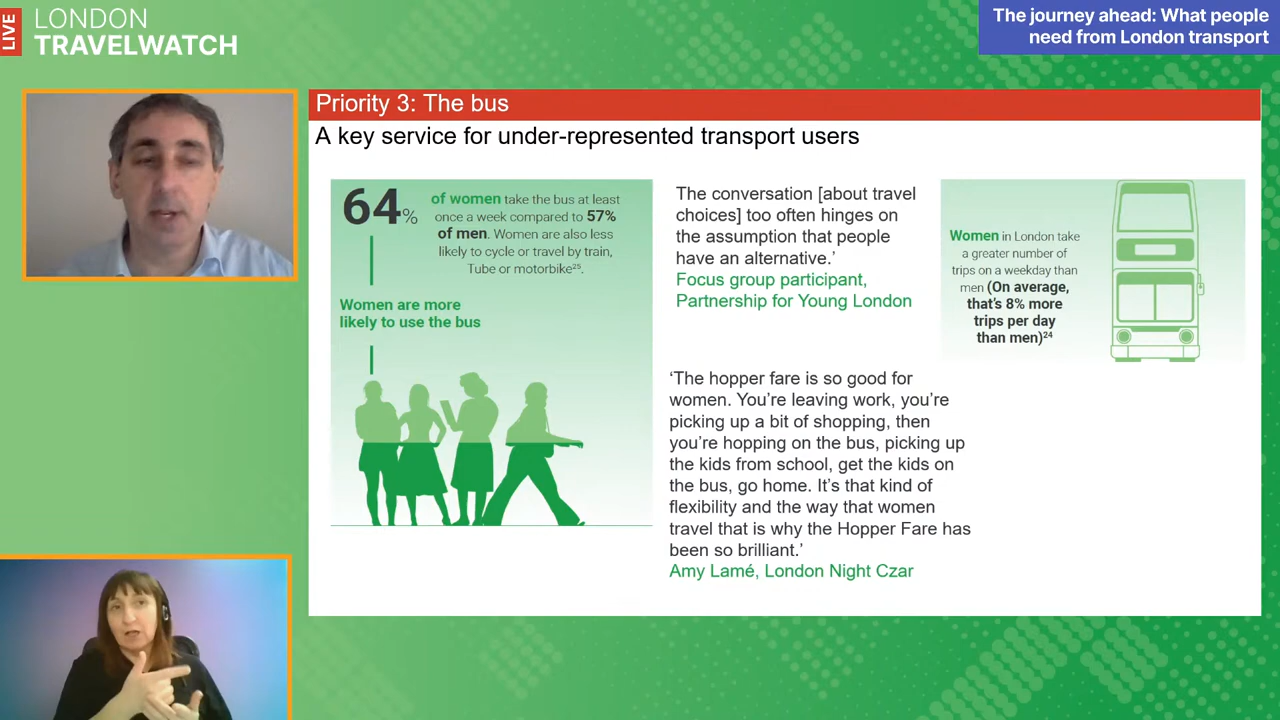 LIVE
LONDON
TRAVELWATCH
The journey ahead: What people
need from London transport
Priority 3: The bus
A key service for under-represented transport users
64%
of women take the bus at least
once a week compared to 57%
of men. Women are also less
likely to cycle or travel by train,
Tube or motorbike²⁵.
Women are more
likely to use the bus
The conversation [about travel
choices] too often hinges on
the assumption that people
have an alternative.’
Focus group participant,
Partnership for Young London
Women in London take
a greater number of
trips on a weekday than
men (On average,
that’s 8% more
trips per day
than men)²⁴
‘The hopper fare is so good for
women. You’re leaving work, you’re
picking up a bit of shopping, then
you’re hopping on the bus, picking up
the kids from school, get the kids on
the bus, go home. It’s that kind of
flexibility and the way that women
travel that is why the Hopper Fare has
been so brilliant.’
Amy Lamé, London Night Czar